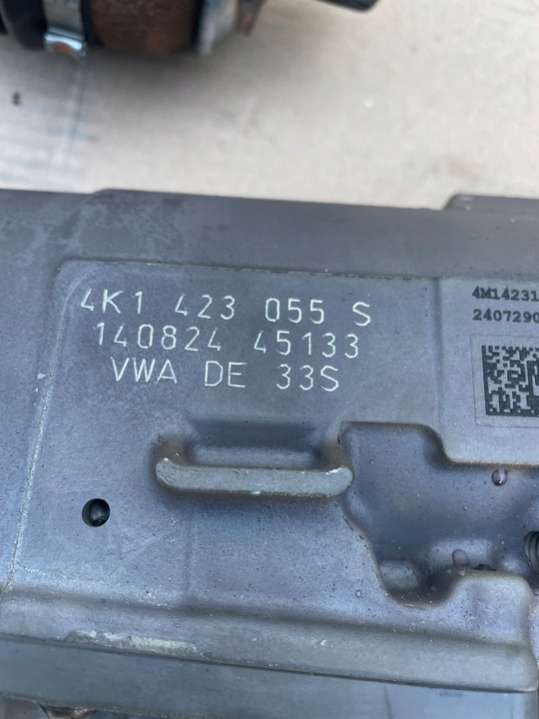 4K1 423 055 S
140824 45133
VWA DE 33S
4M14231
2407290